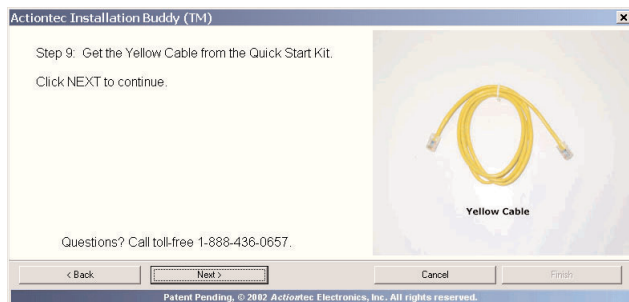 Actiontec Installation Buddy (TM)
Step 9: Get the Yellow Cable from the Quick Start Kit.
Click NEXT to continue.
Yellow Cable
Questions? Call toll-free 1-888-436-0657.
< Back
Next >
Cancel
Finish
Patent Pending, © 2002 Actiontec Electronics, Inc. All rights reserved.